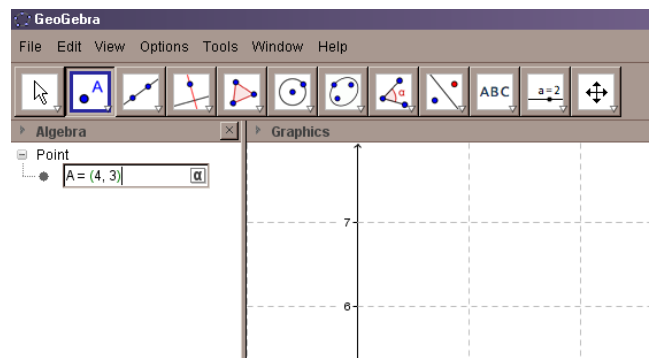 GeoGebra
File Edit View Options Tools Window Help
A α ABC a=2
Algebra Graphics
Point
A = (4, 3) α
7
6